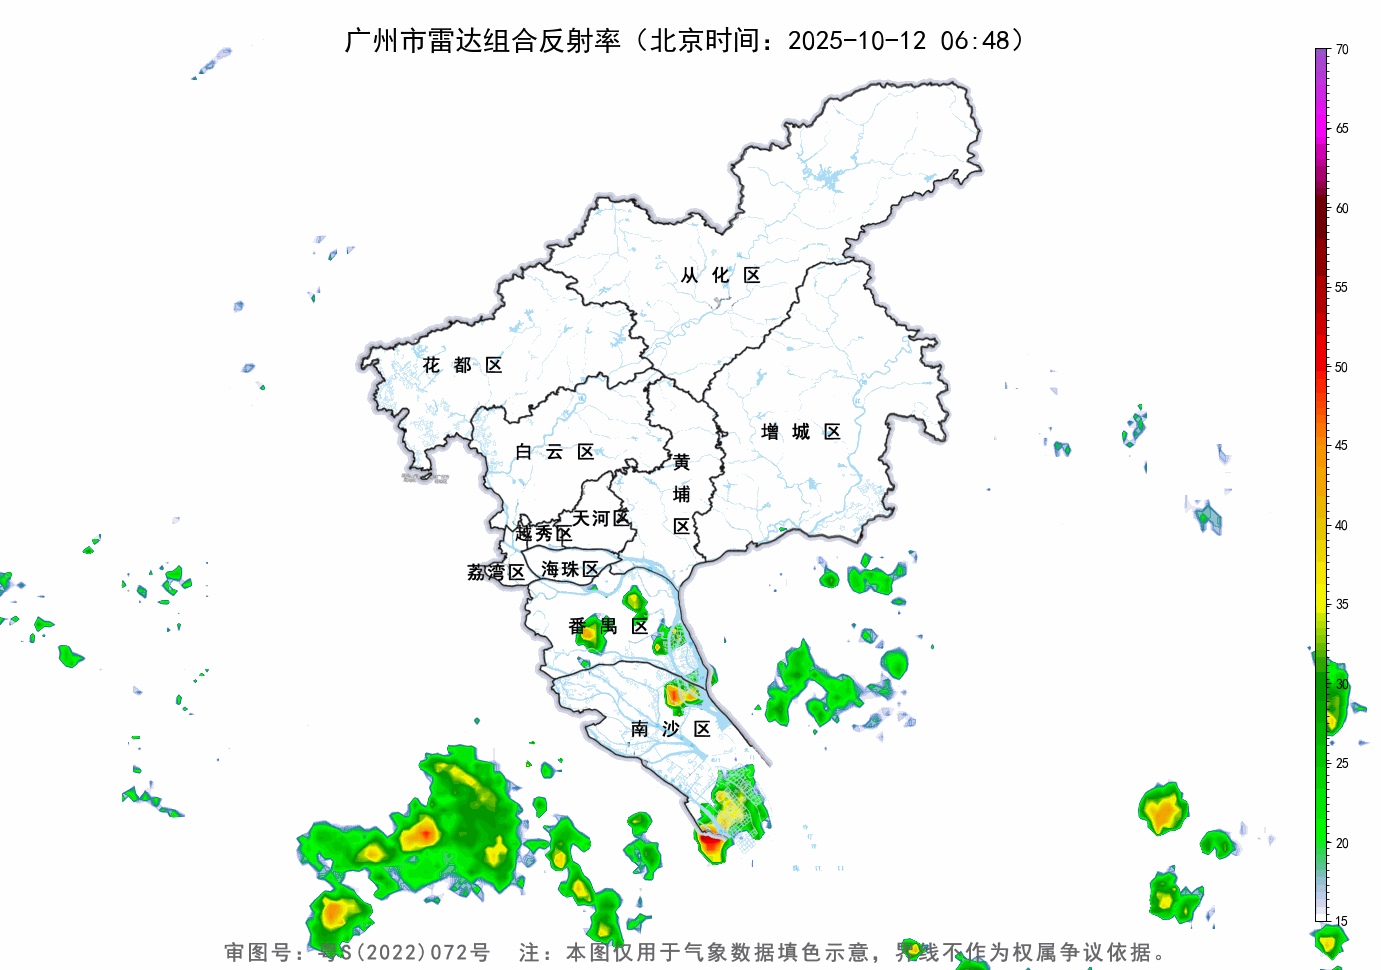 广州市雷达组合反射率（北京时间：2025-10-12 06:48）
70
65
60
55
50
45
40
35
30
25
20
15
从化区
花都区
增城区
白云区
黄埔区
天河区
越秀区
荔湾区
海珠区
番禺区
南沙区
审图号：粤S(2022)072号 注：本图仅用于气象数据填色示意，界线不作为权属争议依据。